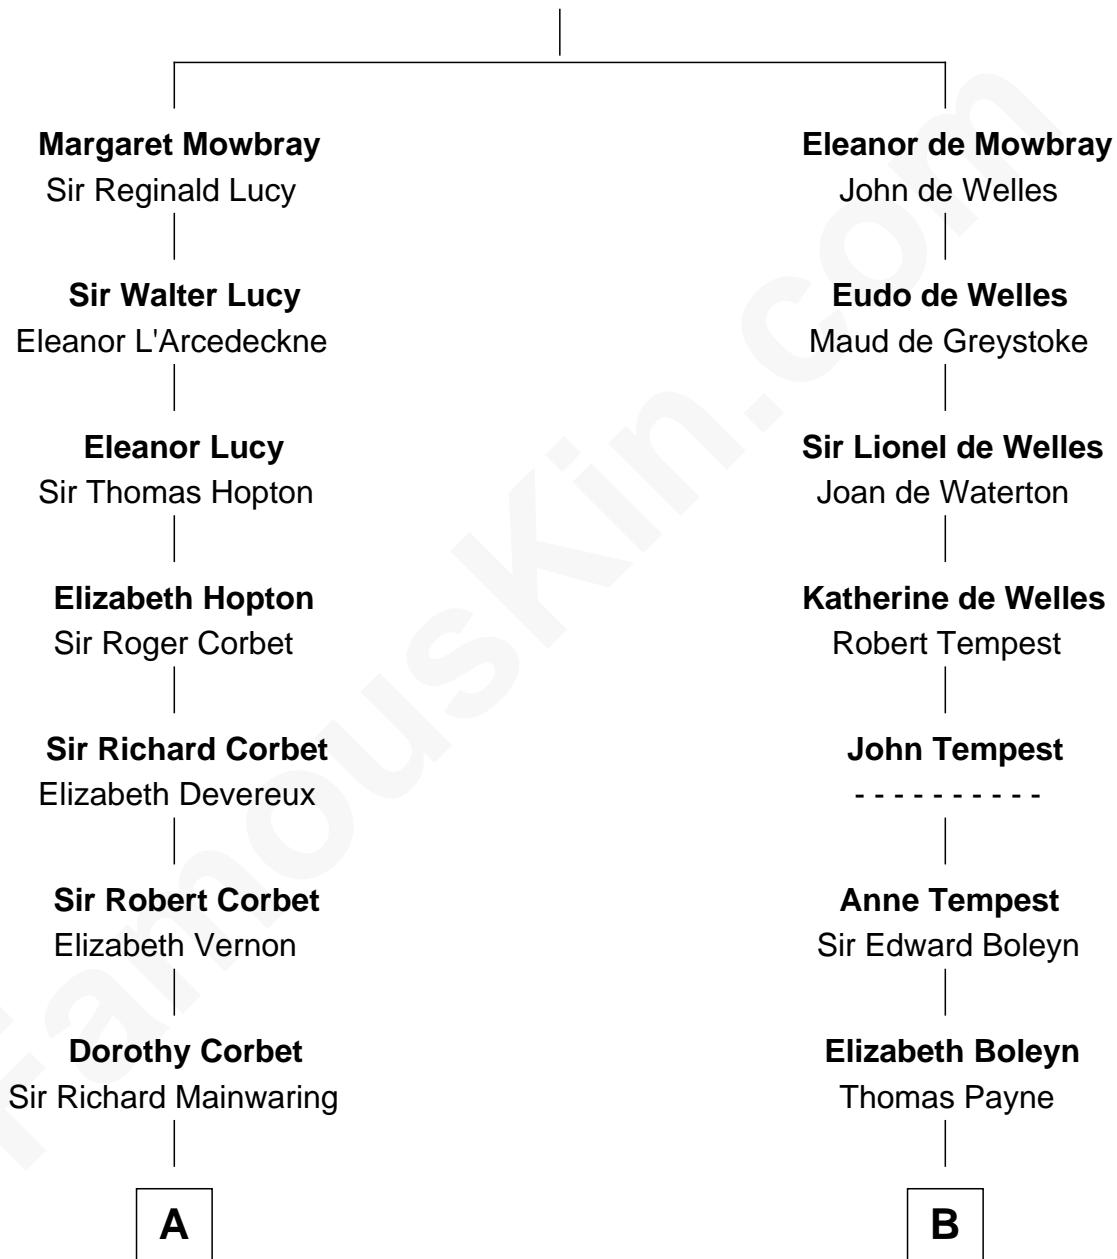 Margaret Mowbray
Sir Reginald Lucy
Sir Walter Lucy
Eleanor L'Arcedeckne
Eleanor Lucy
Sir Thomas Hopton
Elizabeth Hopton
Sir Roger Corbet
Sir Richard Corbet
Elizabeth Devereux
Sir Robert Corbet
Elizabeth Vernon
Dorothy Corbet
Sir Richard Mainwaring
A
Eleanor de Mowbray
John de Welles
Eudo de Welles
Maud de Greystoke
Sir Lionel de Welles
Joan de Waterton
Katherine de Welles
Robert Tempest
John Tempest
- - - - - - - - - -
Anne Tempest
Sir Edward Boleyn
Elizabeth Boleyn
Thomas Payne
B
FamousKin.com